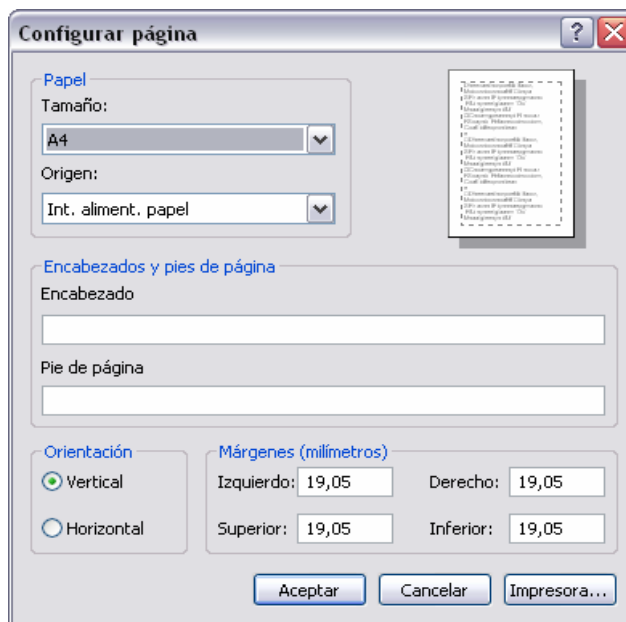 Configurar página
Papel
Tamaño:
A4
Origen:
Int. aliment. papel
Encabezados y pies de página
Encabezado
Pie de página
Orientación
Vertical
Horizontal
Márgenes (milímetros)
Izquierdo: 19,05 Derecho: 19,05
Superior: 19,05 Inferior: 19,05
Aceptar Cancelar Impresora...